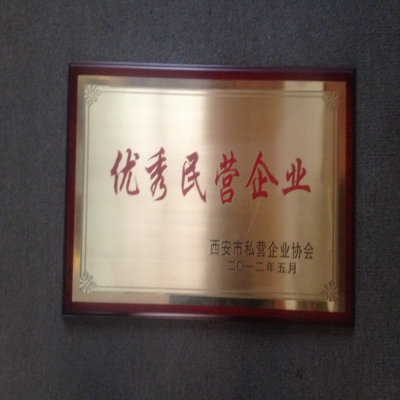 优秀民营企业
西安市私营企业协会
二〇一二年五月